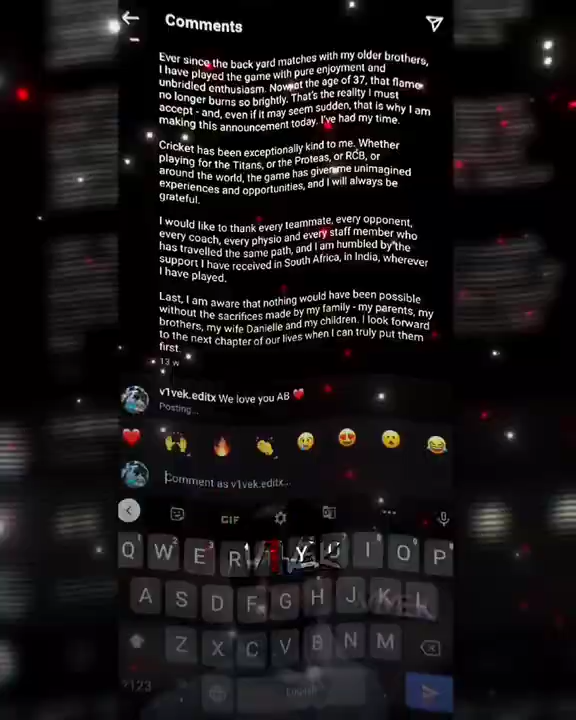 Comments
Ever since the back yard matches with my older brothers,
I have played the game with pure enjoyment and
unbridled enthusiasm. Now, at the age of 37, that flame
no longer burns so brightly. That's the reality I must
accept - and, even if it may seem sudden, that is why I am
making this announcement today. I've had my time.
Cricket has been exceptionally kind to me. Whether
playing for the Titans, or the Proteas, or RCB, or
around the world, the game has given me unimagined
experiences and opportunities, and I will always be
grateful.
I would like to thank every teammate, every opponent,
every coach, every physio and every staff member who
has travelled the same path, and I am humbled by the
support I have received in South Africa, in India, wherever
I have played.
Last, I am aware that nothing would have been possible
without the sacrifices made by my family - my parents, my
brothers, my wife Danielle and my children. I look forward
to the next chapter of our lives when I can truly put them
first.
13 w
v1vek.editx We love you AB ❤️
Posting...
Comment as v1vek.editx...
GIF
Q W E R T Y U I O P
A S D F G H J K L
Z X C V B N M
?123 English